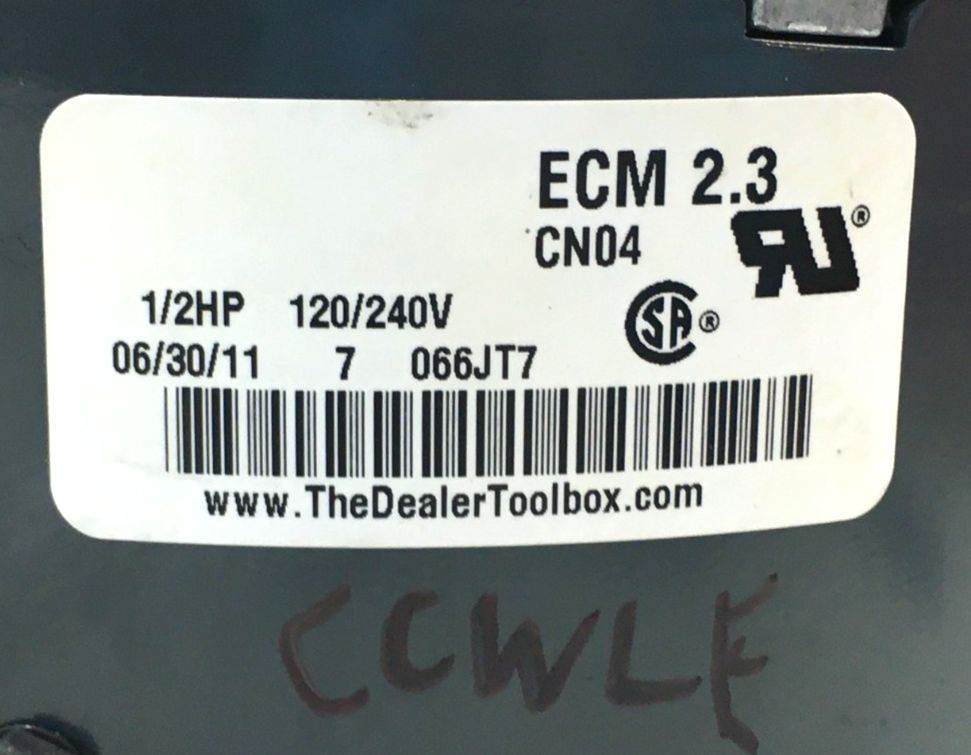 ECM 2.3
CN04
1/2HP 120/240V
06/30/11 7 066JT7
www.TheDealerToolbox.com
CCWLE